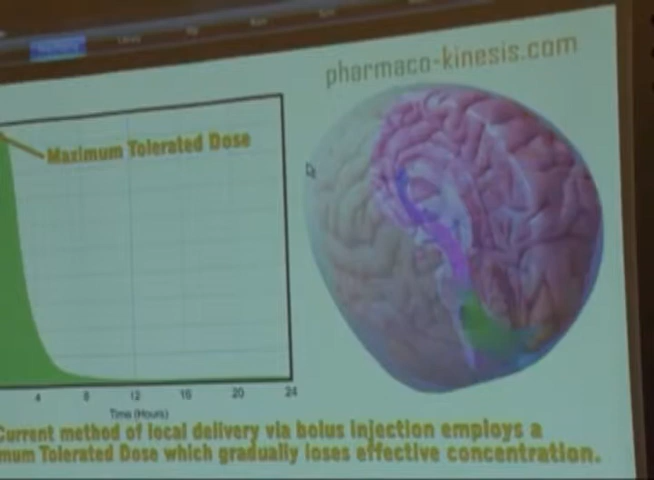 pharmaco-kinesis.com
Maximum Tolerated Dose
4 8 12 16 20 24
Time (Hours)
Current method of local delivery via bolus injection employs a
mum Tolerated Dose which gradually loses effective concentration.